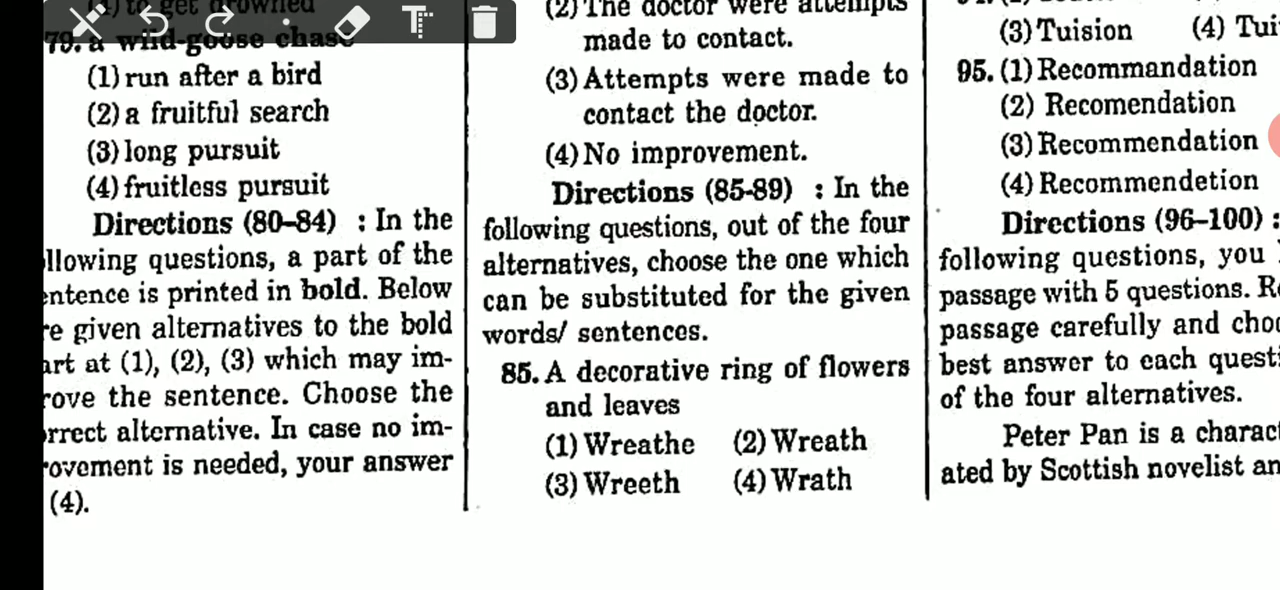 (1) to get drowned
79. a wild-goose chase
(1) run after a bird
(2) a fruitful search
(3) long pursuit
(4) fruitless pursuit
Directions (80–84) : In the
llowing questions, a part of the
entence is printed in bold. Below
re given alternatives to the bold
art at (1), (2), (3) which may im-
rove the sentence. Choose the
rrect alternative. In case no im-
rovement is needed, your answer
(4).
(2) The doctor were attempts
made to contact.
(3) Attempts were made to
contact the doctor.
(4) No improvement.
Directions (85-89) : In the
following questions, out of the four
alternatives, choose the one which
can be substituted for the given
words/ sentences.
85. A decorative ring of flowers
and leaves
(1) Wreathe (2) Wreath
(3) Wreeth (4) Wrath
(3) Tuision (4) Tui
95. (1) Recommandation
(2) Recomendation
(3) Recommendation
(4) Recommendetion
Directions (96–100) :
following questions, you
passage with 5 questions. Re
passage carefully and choo
best answer to each questi
of the four alternatives.
Peter Pan is a charact
ated by Scottish novelist an